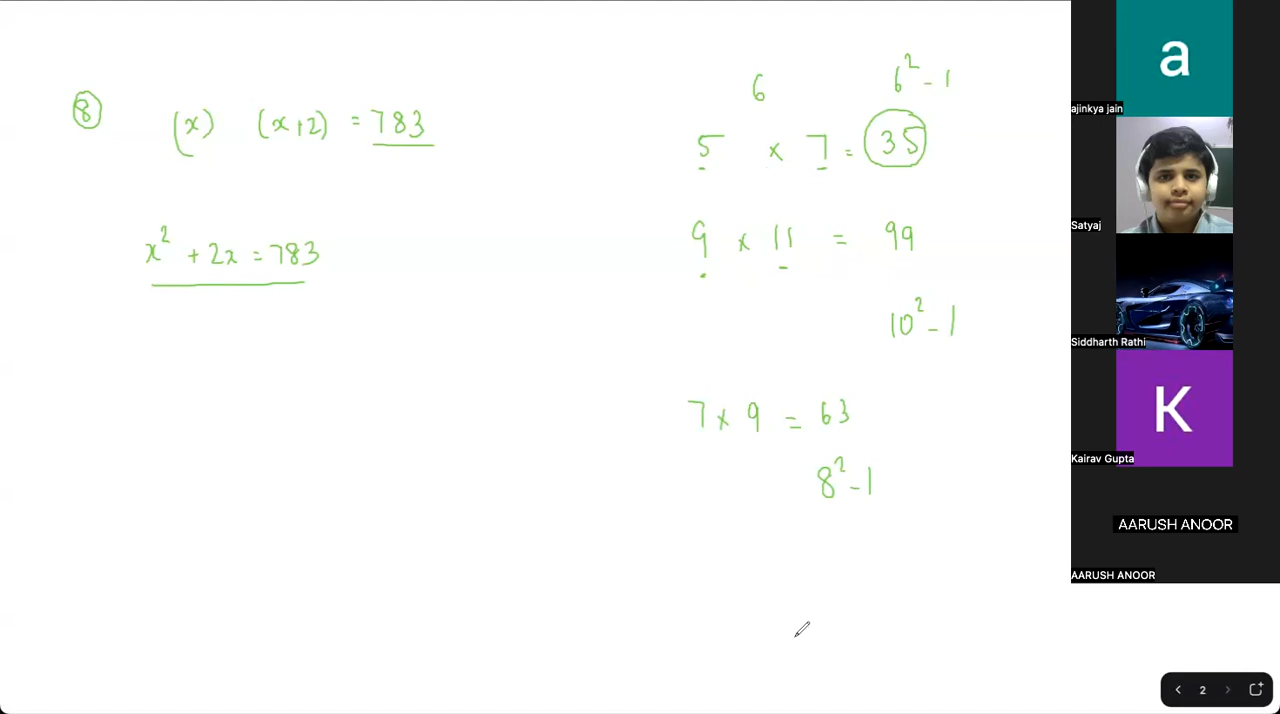 8 (x) (x+2) = 783
x² + 2x = 783
6 6² - 1
5 × 7 = 35
9 × 11 = 99
10² - 1
7 × 9 = 63
8² - 1
a
ajinkya jain
Satyaj
Siddharth Rathi
K
Kairav Gupta
AARUSH ANOOR
AARUSH ANOOR
2